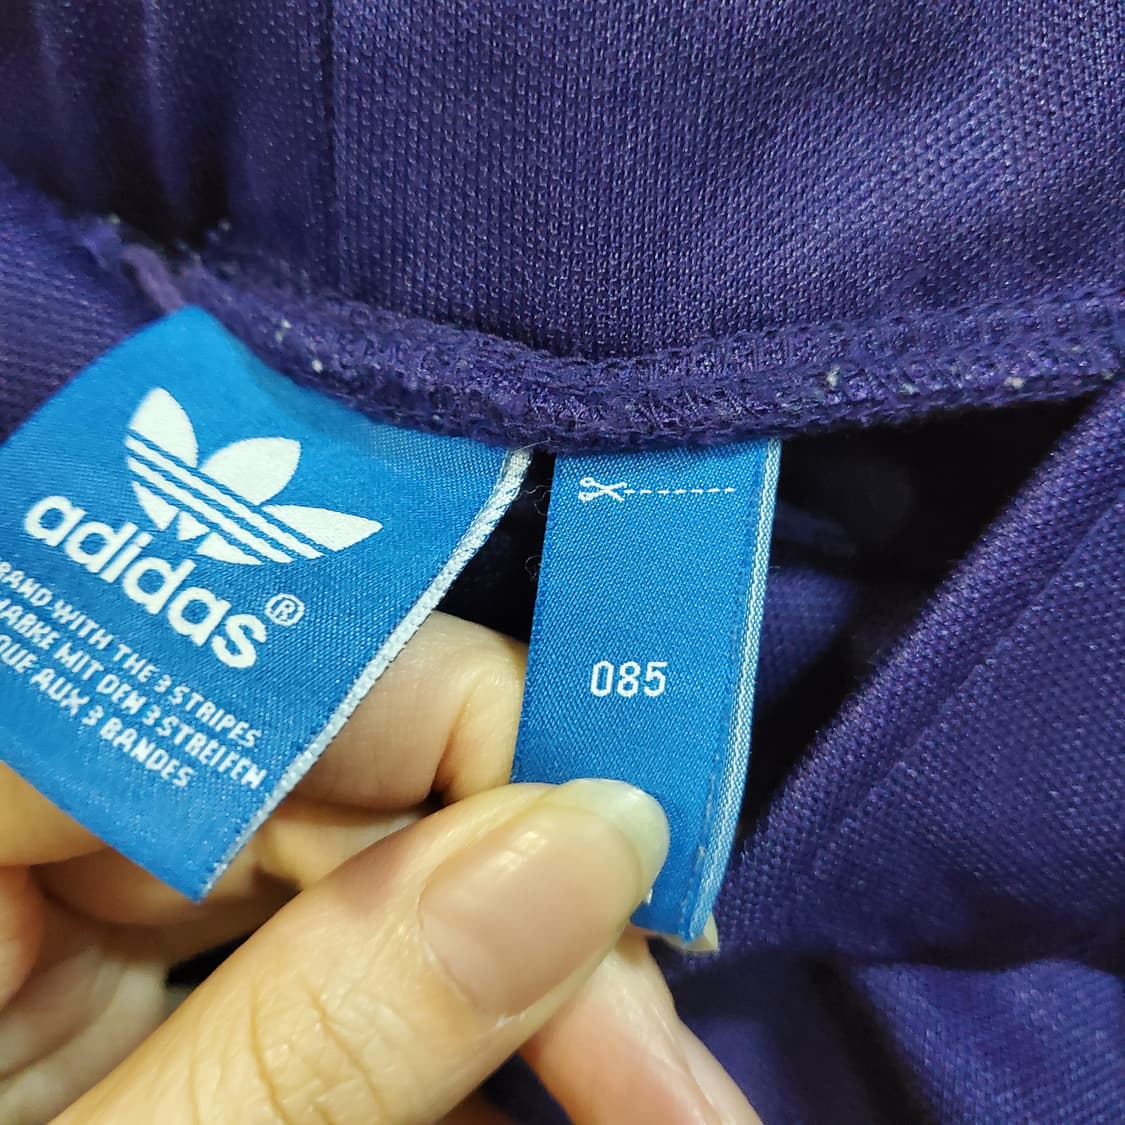 adidas®
BRAND WITH THE 3 STRIPES
MARKE MIT DEN 3 STREIFEN
QUE AUX 3 BANDES
085